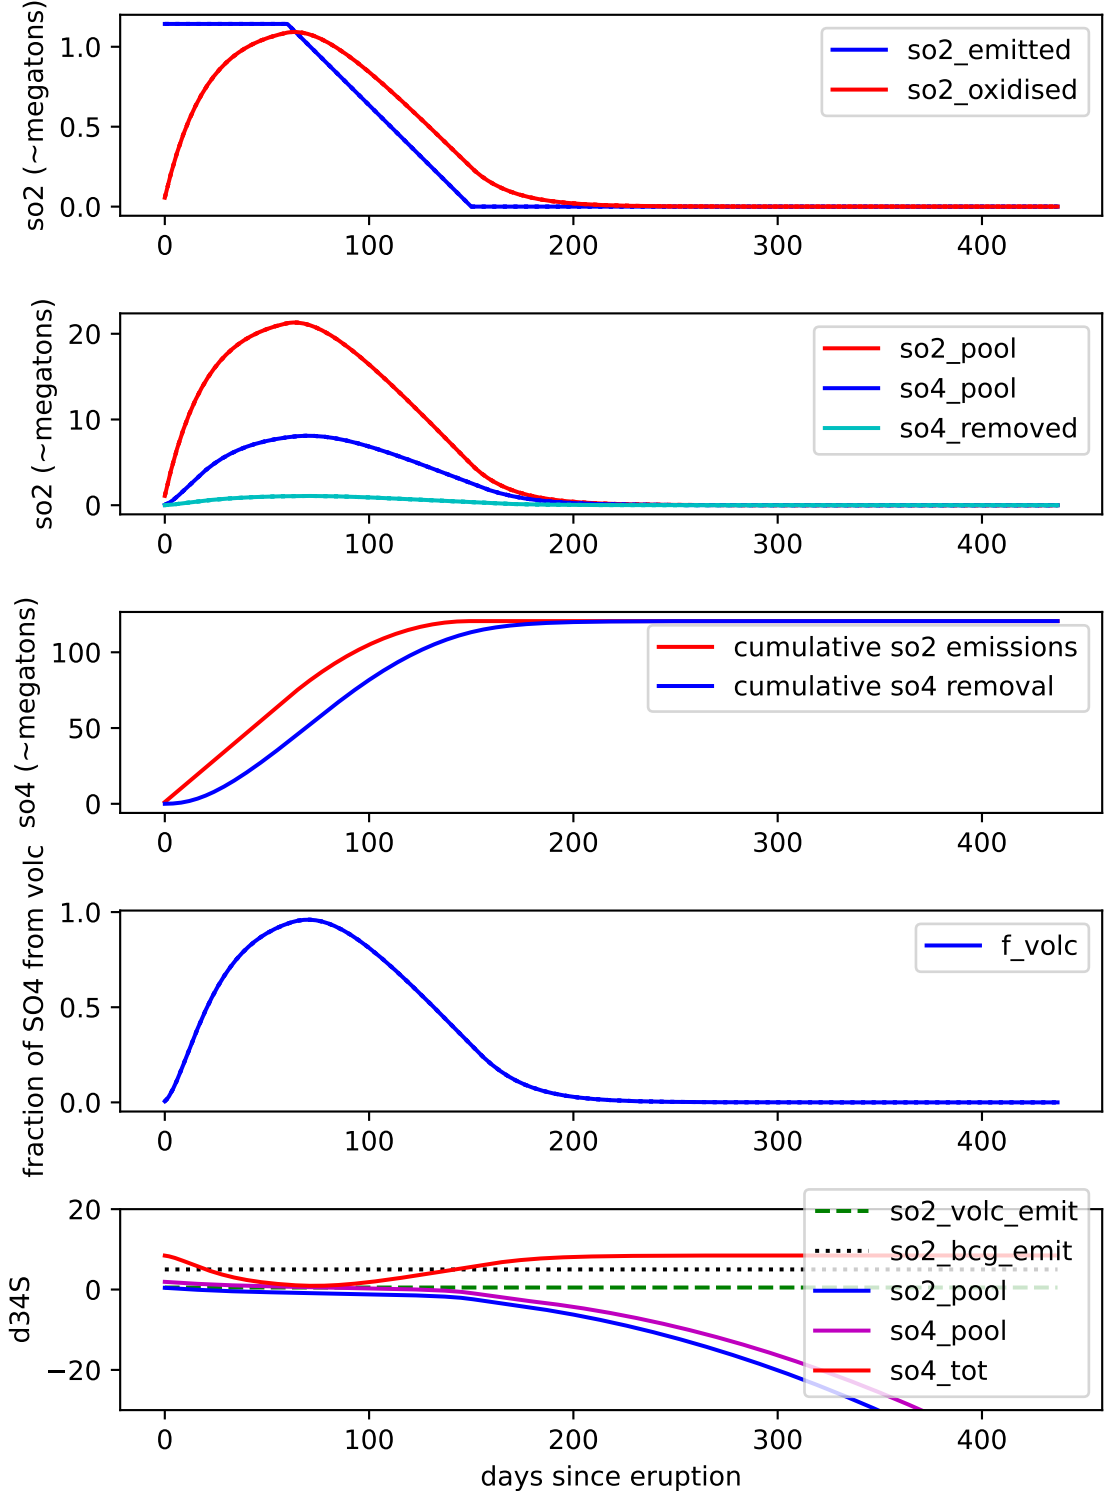 so2 (~megatons)
1.0
0.5
0.0
so2_emitted
so2_oxidised
0 100 200 300 400
so2 (~megatons)
20
10
0
so2_pool
so4_pool
so4_removed
0 100 200 300 400
so4 (~megatons)
100
50
0
cumulative so2 emissions
cumulative so4 removal
0 100 200 300 400
fraction of SO4 from volc
1.0
0.5
0.0
f_volc
0 100 200 300 400
d34S
20
0
−20
so2_volc_emit
so2_bcg_emit
so2_pool
so4_pool
so4_tot
0 100 200 300 400
days since eruption